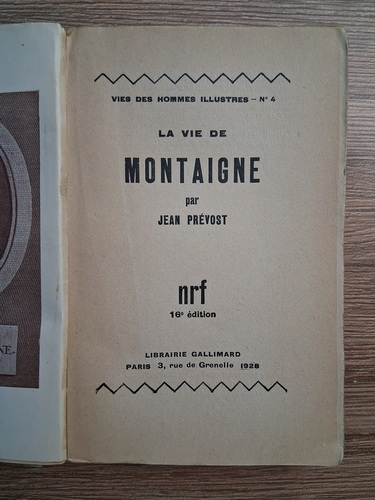 VIES DES HOMMES ILLUSTRES – Nº 4
LA VIE DE
MONTAIGNE
par
JEAN PRÉVOST
nrf
16e édition
LIBRAIRIE GALLIMARD
PARIS 3, rue de Grenelle 1928